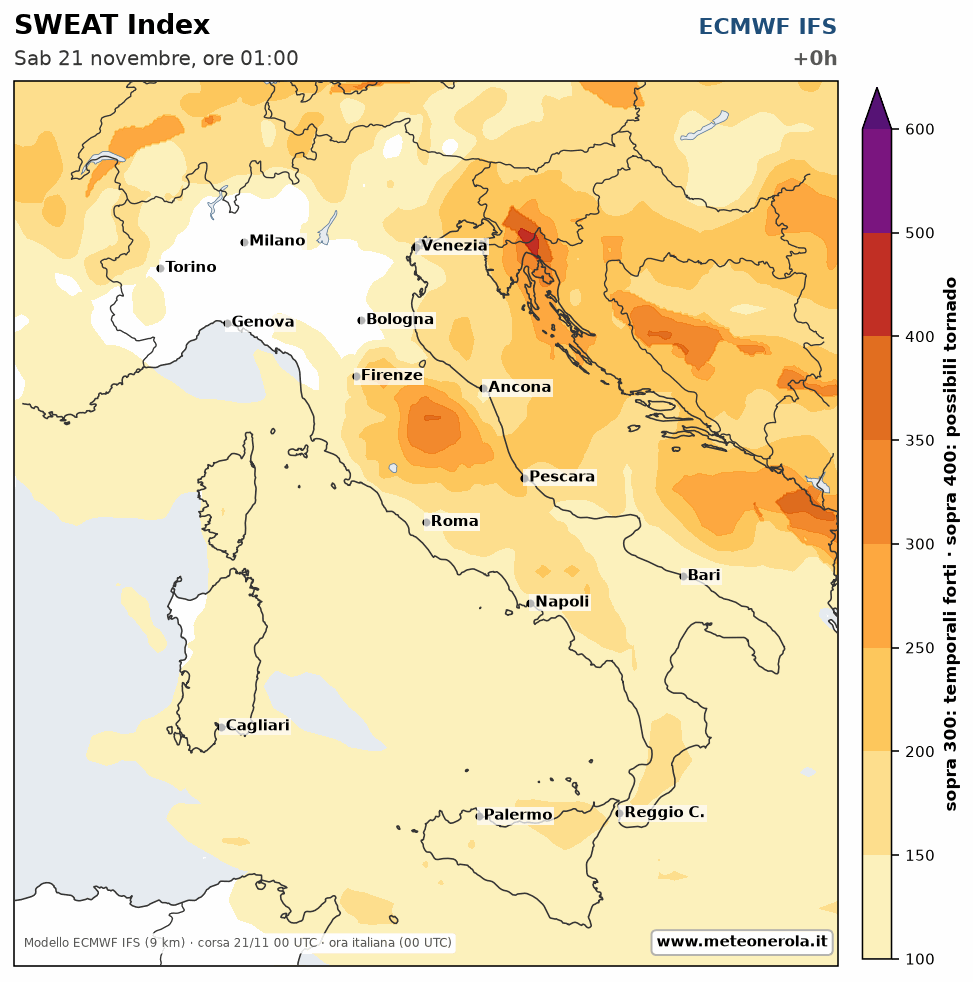 SWEAT Index
ECMWF IFS
Sab 21 novembre, ore 01:00
+0h
Milano
Venezia
Torino
Genova
Bologna
Firenze
Ancona
Pescara
Roma
Bari
Napoli
Cagliari
Palermo
Reggio C.
600
500
400
350
300
250
200
150
100
sopra 300: temporali forti · sopra 400: possibili tornado
Modello ECMWF IFS (9 km) · corsa 21/11 00 UTC · ora italiana (00 UTC)
www.meteonerola.it